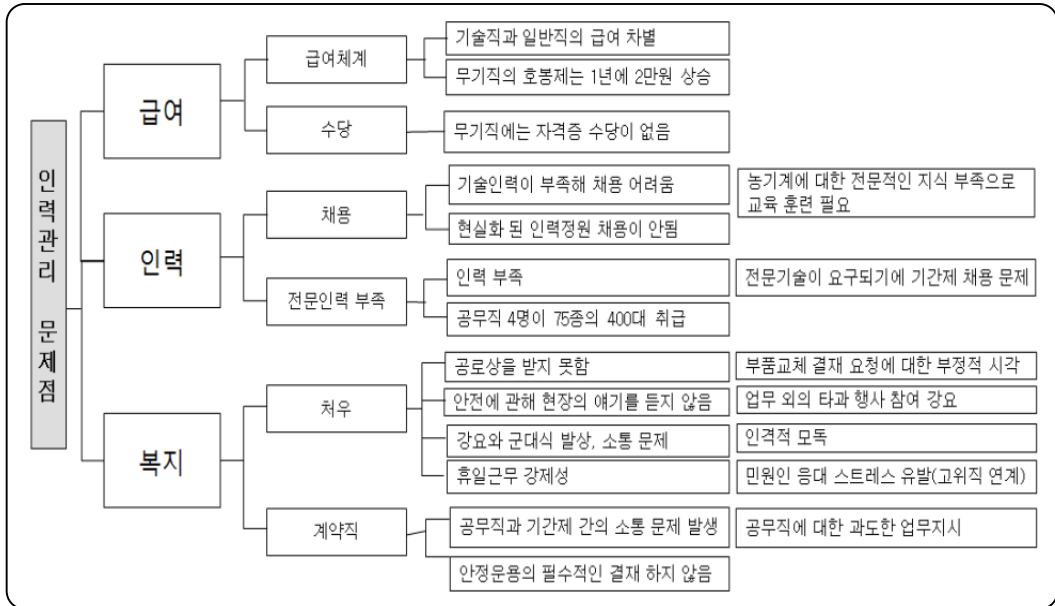 인력관리 문제점
급여
급여체계
기술직과 일반직의 급여 차별
무기직의 호봉제는 1년에 2만원 상승
수당
무기직에는 자격증 수당이 없음
인력
채용
기술인력이 부족해 채용 어려움
농기계에 대한 전문적인 지식 부족으로
교육 훈련 필요
현실화 된 인력정원 채용이 안됨
전문인력 부족
인력 부족
전문기술이 요구되기에 기간제 채용 문제
공무직 4명이 75종의 400대 취급
복지
처우
공로상을 받지 못함
부품교체 결재 요청에 대한 부정적 시각
안전에 관해 현장의 얘기를 듣지 않음
업무 외의 타과 행사 참여 강요
강요와 군대식 발상, 소통 문제
인격적 모독
휴일근무 강제성
민원인 응대 스트레스 유발(고위직 연계)
계약직
공무직과 기간제 간의 소통 문제 발생
공무직에 대한 과도한 업무지시
안정운용의 필수적인 결재 하지 않음